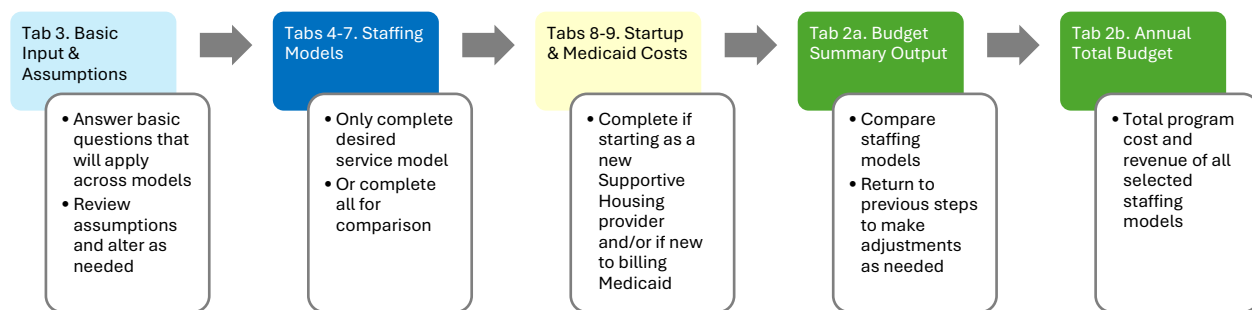 Tab 3. Basic
Input &
Assumptions
• Answer basic
questions that
will apply
across models
• Review
assumptions
and alter as
needed
Tabs 4-7. Staffing
Models
• Only complete
desired
service model
• Or complete
all for
comparison
Tabs 8-9. Startup
& Medicaid Costs
• Complete if
starting as a
new
Supportive
Housing
provider
and/or if new
to billing
Medicaid
Tab 2a. Budget
Summary Output
• Compare
staffing
models
• Return to
previous steps
to make
adjustments
as needed
Tab 2b. Annual
Total Budget
• Total program
cost and
revenue of all
selected
staffing
models